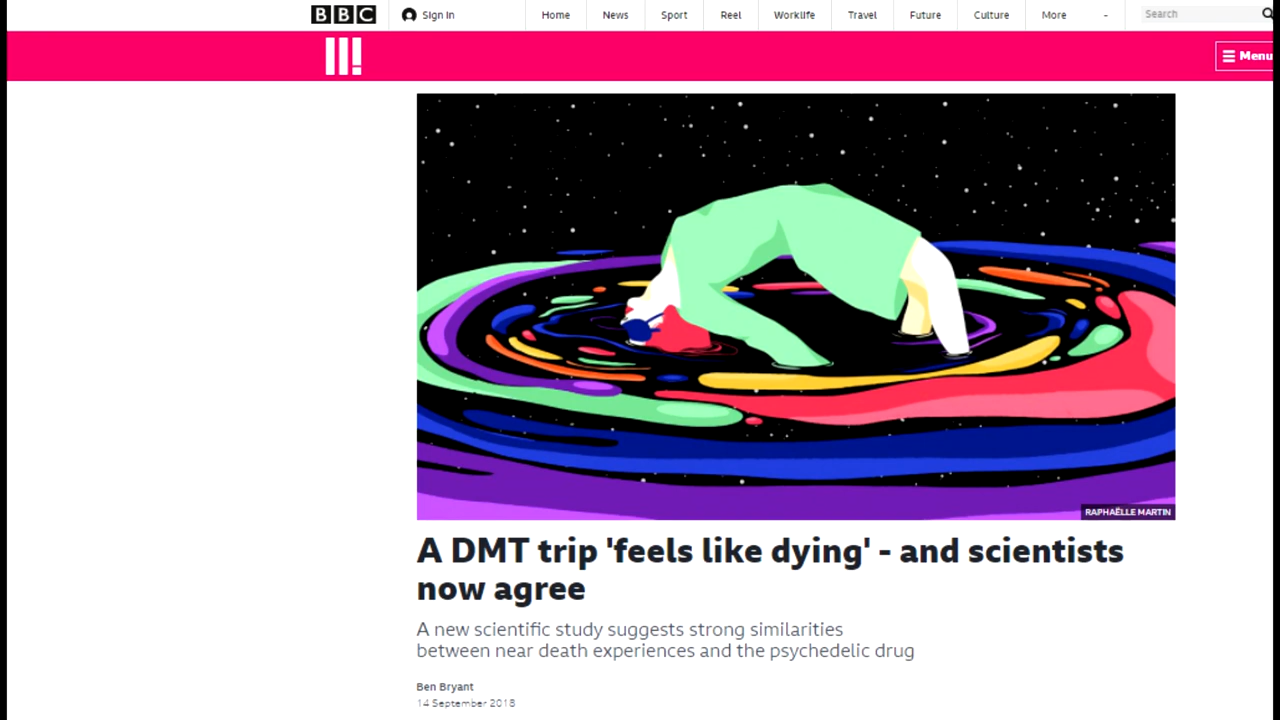 BBC Sign in Home News Sport Reel Worklife Travel Future Culture More - Search
Menu
RAPHAËLLE MARTIN
A DMT trip 'feels like dying' - and scientists
now agree
A new scientific study suggests strong similarities
between near death experiences and the psychedelic drug
Ben Bryant
14 September 2018